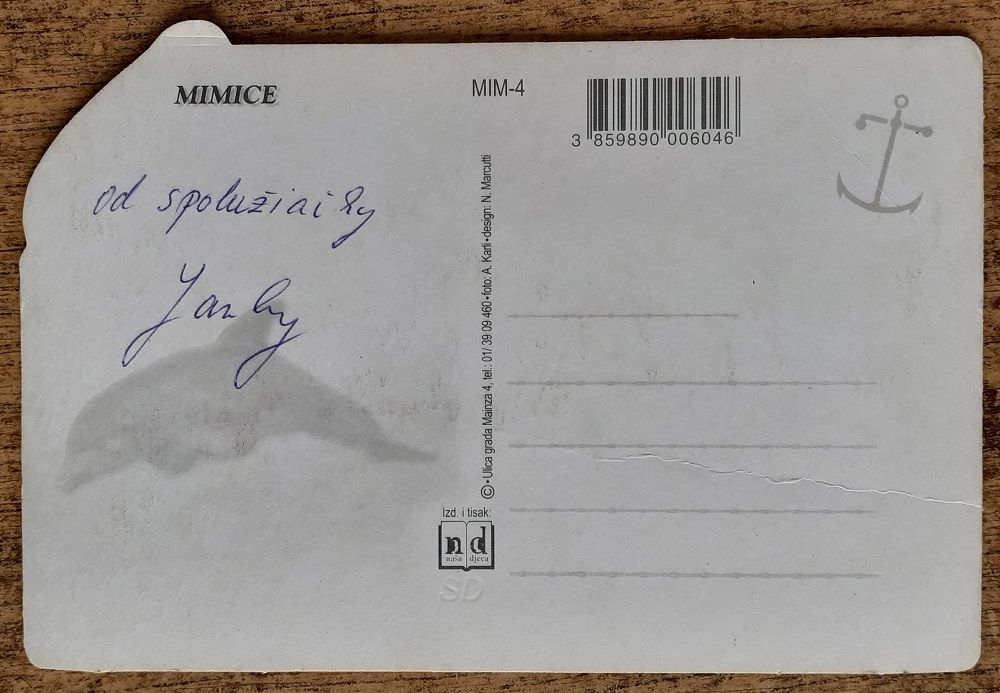 MIMICE
od spolužiačky
Janky
MIM-4
3 859890 006046
© • Ulica grada Mainza 4, tel.: 01/ 39 09 460 • foto: A. Karli • design: N. Marcutti
Izd. i tisak:
nd
naša djeca
SD